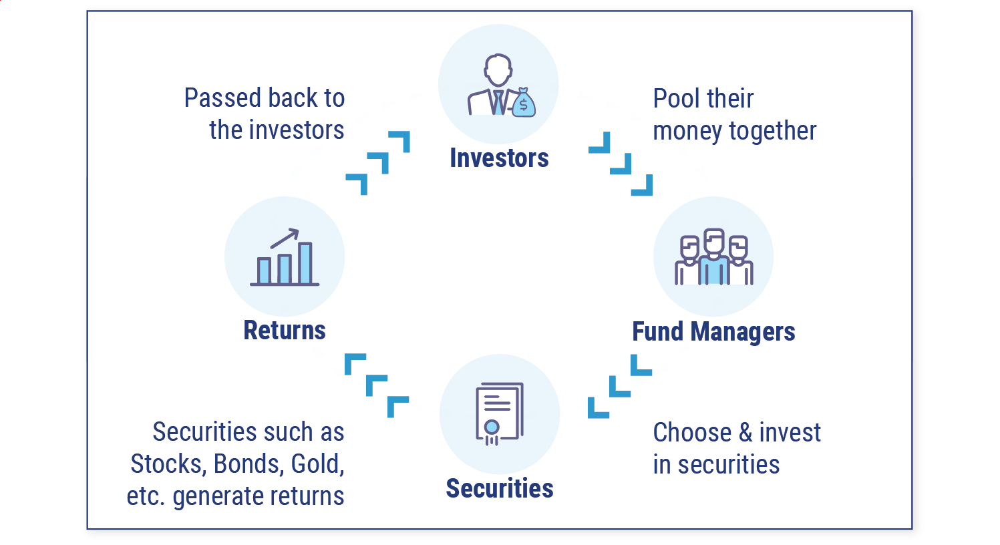 Passed back to
the investors
Pool their
money together
Investors
Returns
Fund Managers
Securities such as
Stocks, Bonds, Gold,
etc. generate returns
Choose & invest
in securities
Securities